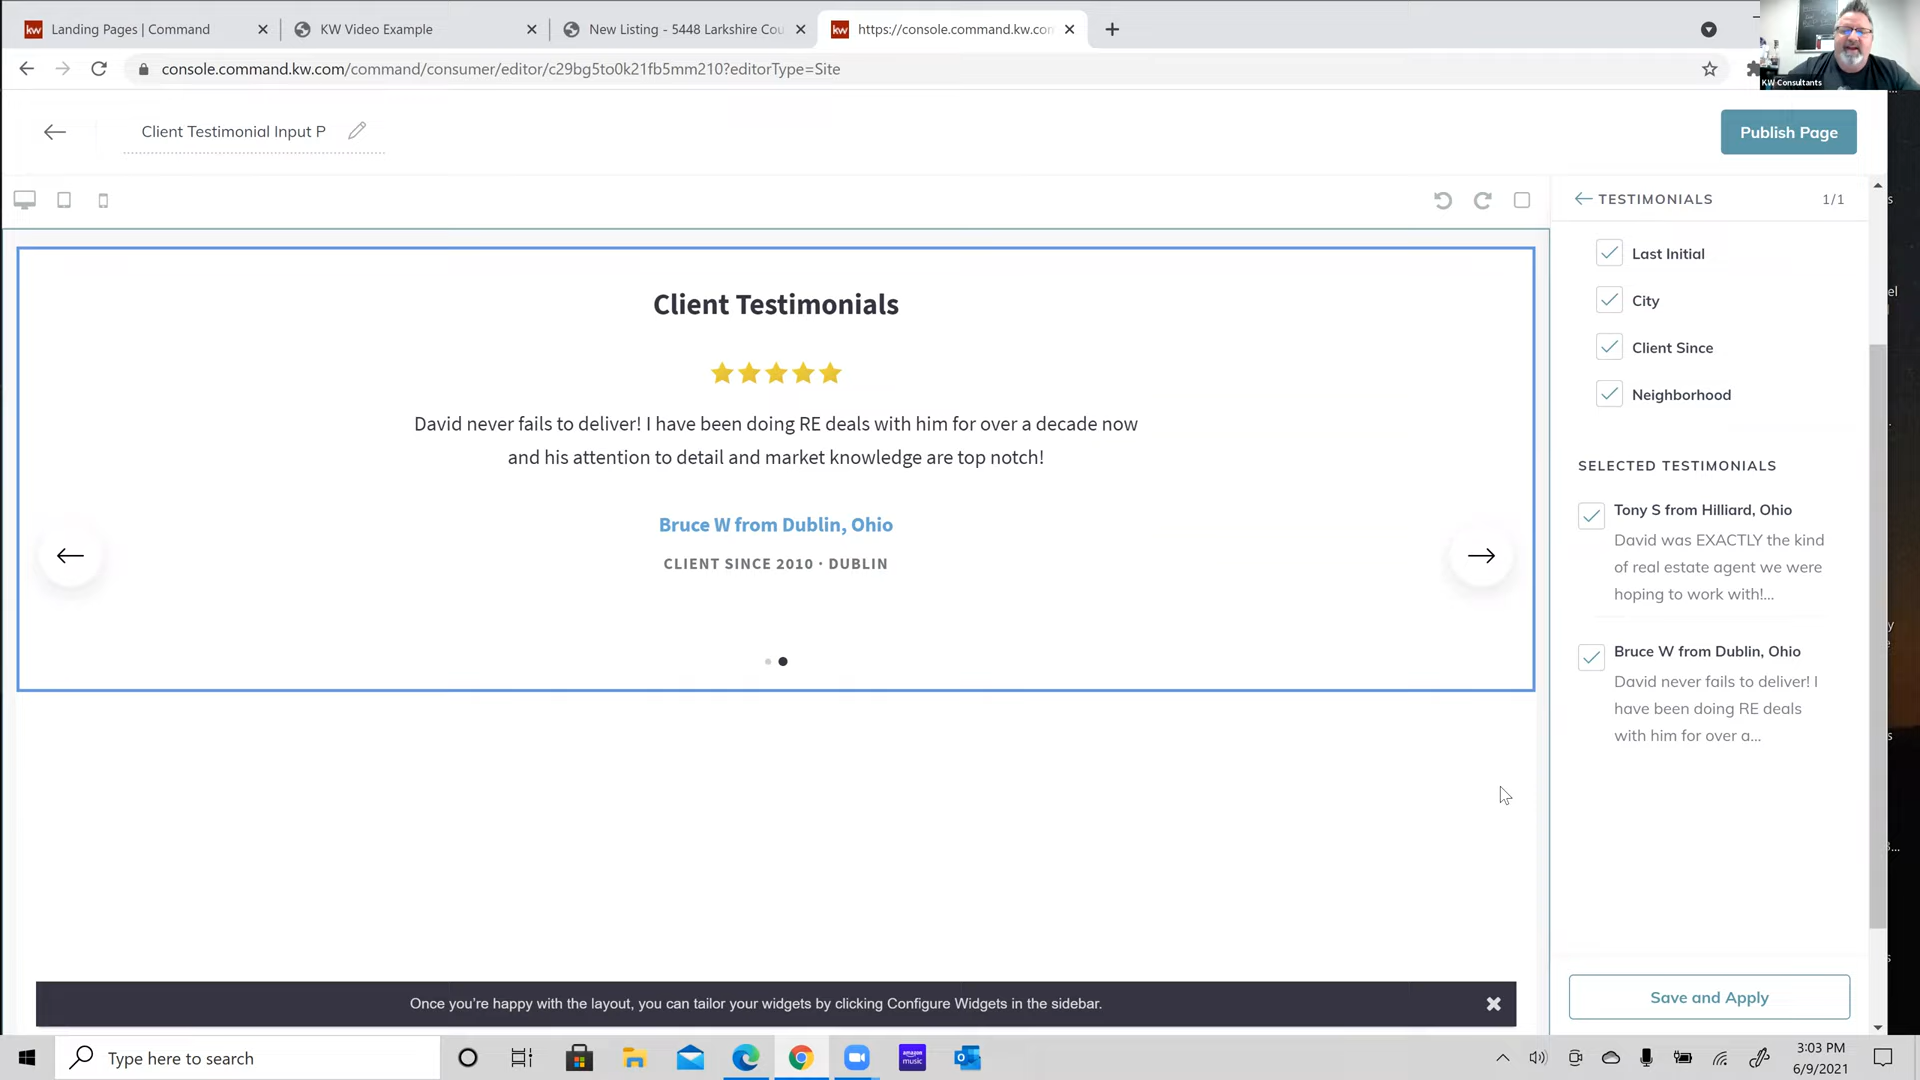 Landing Pages | Command
KW Video Example
New Listing - 5448 Larkshire Cou
https://console.command.kw.con
console.command.kw.com/command/consumer/editor/c29bg5to0k21fb5mm210?editorType=Site
KW Consultants
Client Testimonial Input P
Publish Page
TESTIMONIALS
1/1
Last Initial
City
Client Since
Neighborhood
SELECTED TESTIMONIALS
Tony S from Hilliard, Ohio
David was EXACTLY the kind
of real estate agent we were
hoping to work with!...
Bruce W from Dublin, Ohio
David never fails to deliver! I
have been doing RE deals
with him for over a...
Save and Apply
Client Testimonials
David never fails to deliver! I have been doing RE deals with him for over a decade now
and his attention to detail and market knowledge are top notch!
Bruce W from Dublin, Ohio
CLIENT SINCE 2010 · DUBLIN
Once you're happy with the layout, you can tailor your widgets by clicking Configure Widgets in the sidebar.
Type here to search
amazon
music
3:03 PM
6/9/2021